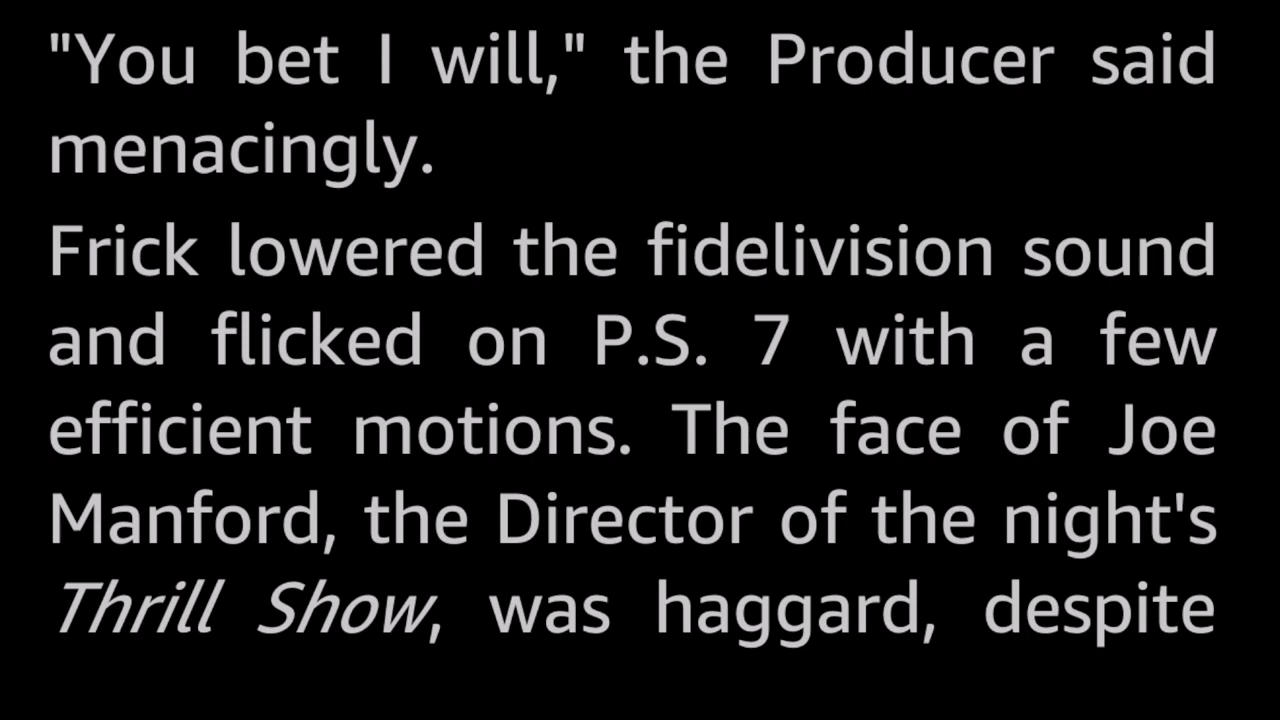 "You bet I will," the Producer said
menacingly.
Frick lowered the fidelivision sound
and flicked on P.S. 7 with a few
efficient motions. The face of Joe
Manford, the Director of the night's
Thrill Show, was haggard, despite